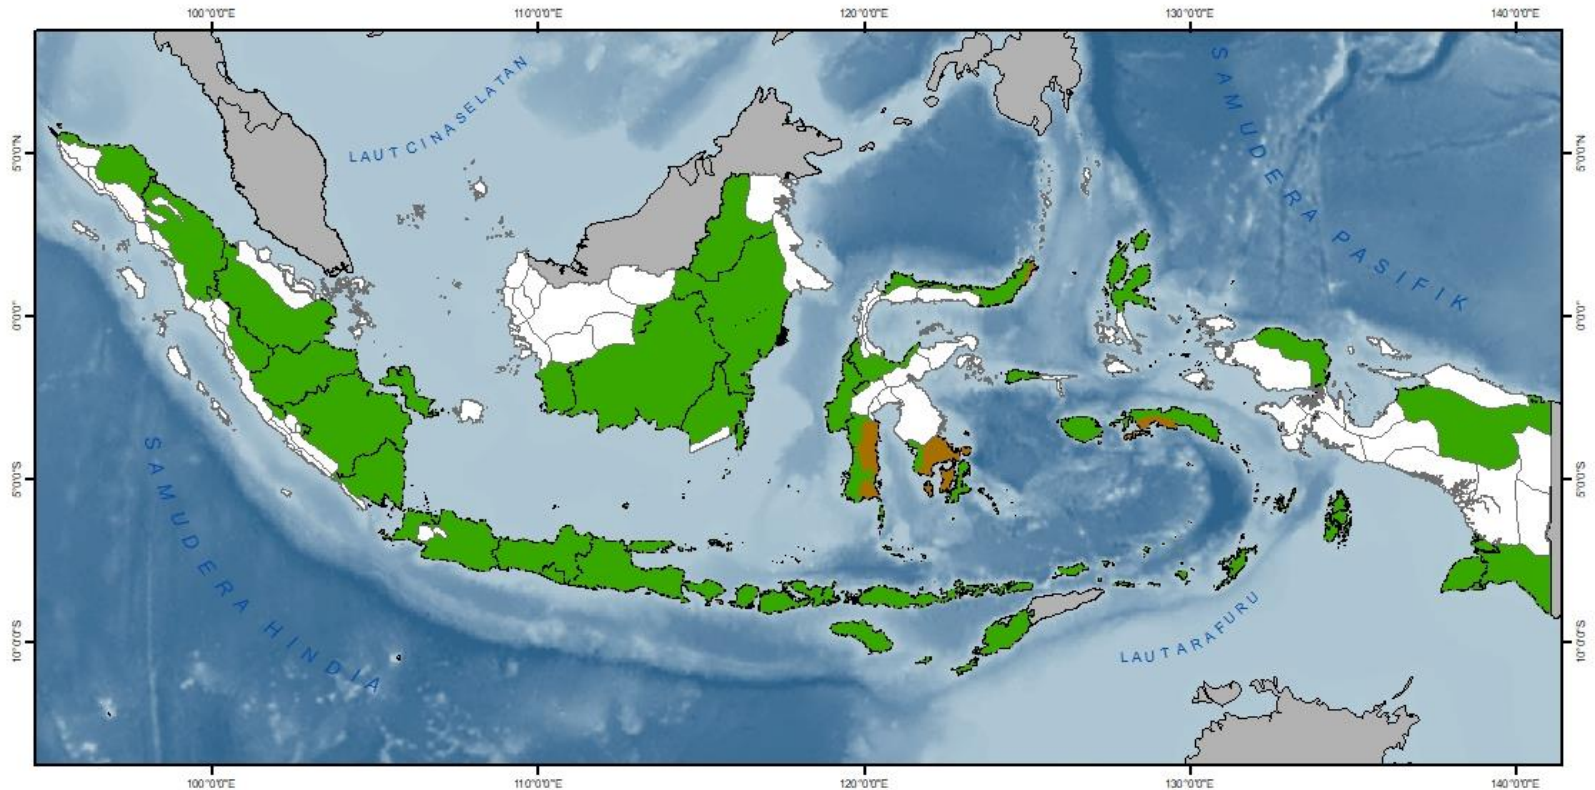 100°0'0"E 110°0'0"E 120°0'0"E 130°0'0"E 140°0'0"E
LAUT CINA SELATAN
SAMUDERA PASIFIK
5°0'0"N 5°0'0"N
0°0'0" 0°0'0"
5°0'0"S 5°0'0"S
SAMUDERA HINDIA
LAUT ARAFURU
10°0'0"S 10°0'0"S
100°0'0"E 110°0'0"E 120°0'0"E 130°0'0"E 140°0'0"E